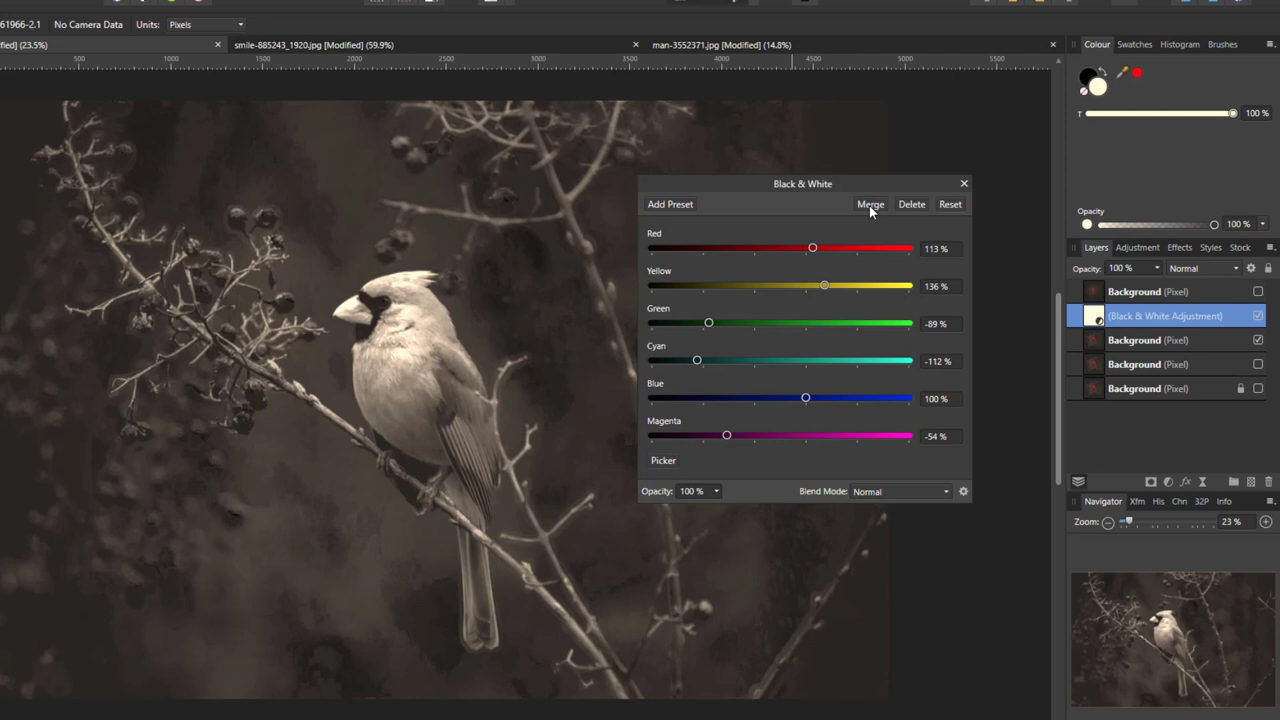 61966-2.1 No Camera Data Units: Pixels
fied] (23.5%) smile-885243_1920.jpg [Modified] (59.9%) man-3552371.jpg [Modified] (14.8%)
500 1000 1500 2000 2500 3000 3500 4000 4500 5000 5500
Colour Swatches Histogram Brushes
T 100 %
Opacity
100 %
Layers Adjustment Effects Styles Stock
Opacity: 100 % Normal
Background (Pixel)
(Black & White Adjustment)
Background (Pixel)
Background (Pixel)
Background (Pixel)
Navigator Xfm His Chn 32P Info
Zoom: 23 %
Black & White
Add Preset Merge Delete Reset
Red
113 %
Yellow
136 %
Green
-89 %
Cyan
-112 %
Blue
100 %
Magenta
-54 %
Picker
Opacity: 100 % Blend Mode: Normal